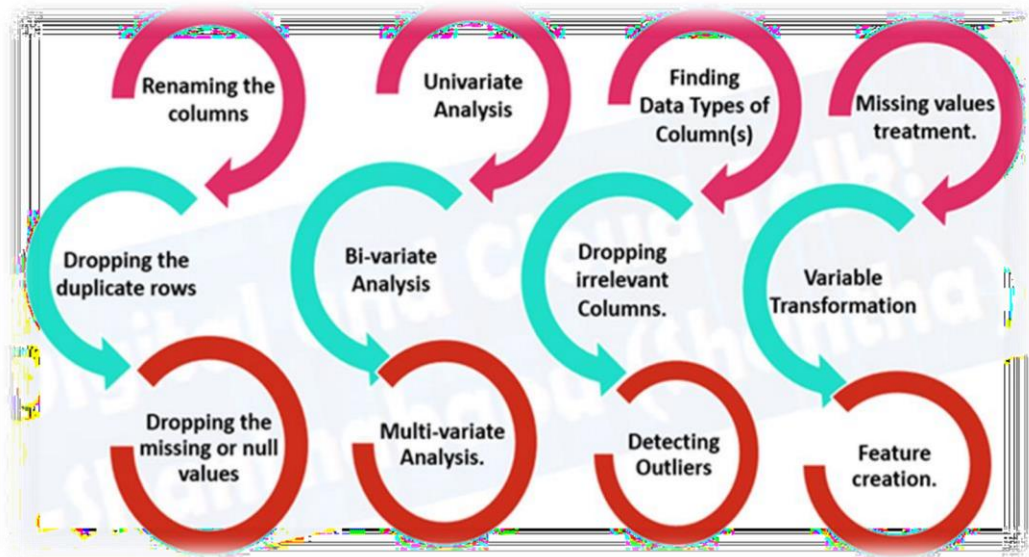 Renaming the
columns
Dropping the
duplicate rows
Dropping the
missing or null
values
Univariate
Analysis
Bi-variate
Analysis
Multi-variate
Analysis.
Finding
Data Types of
Column(s)
Dropping
irrelevant
Columns.
Detecting
Outliers
Missing values
treatment.
Variable
Transformation
Feature
creation.